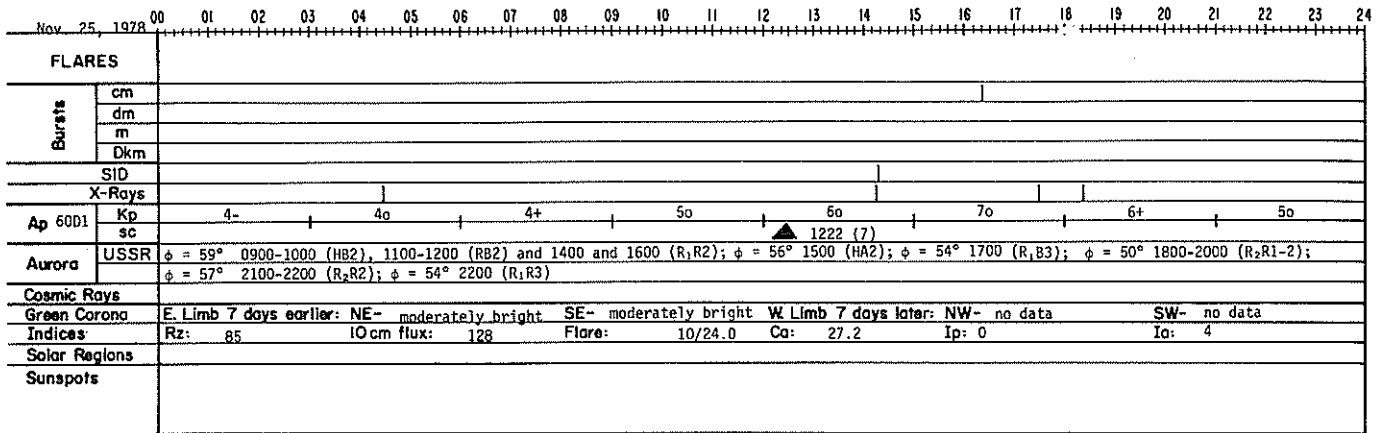 00 01 02 03 04 05 06 07 08 09 10 11 12 13 14 15 16 17 18 19 20 21 22 23 24
Nov. 25, 1978
FLARES
Bursts
cm
dm
m
Dkm
SID
X-Rays
Ap 60D1 Kp 4- 4o 4+ 5o 6o 7o 6+ 5o
sc 1222 (7)
Aurora USSR φ = 59° 0900-1000 (HB2), 1100-1200 (RB2) and 1400 and 1600 (R₁R2); φ = 56° 1500 (HA2); φ = 54° 1700 (R₁B3); φ = 50° 1800-2000 (R₂R1-2);
φ = 57° 2100-2200 (R₂R2); φ = 54° 2200 (R₁R3)
Cosmic Rays
Green Corona E. Limb 7 days earlier: NE- moderately bright SE- moderately bright W. Limb 7 days later: NW- no data SW- no data
Indices Rz: 85 10 cm flux: 128 Flare: 10/24.0 Ca: 27.2 Ip: 0 Ia: 4
Solar Regions
Sunspots